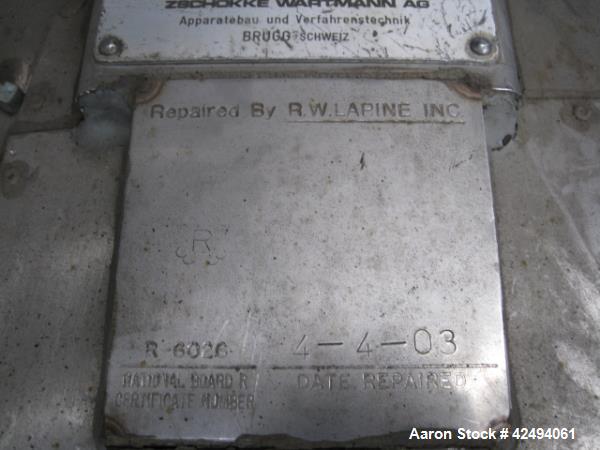 ZSCHOKKE WARTMANN AG
Apparatebau und Verfahrenstechnik
BRUGG-SCHWEIZ
Repaired By R.W.LAPINE INC.
R
R 6026
4-4-03
NATIONAL BOARD R
CERTIFICATE NUMBER
DATE REPAIRED
Aaron Stock # 42494061